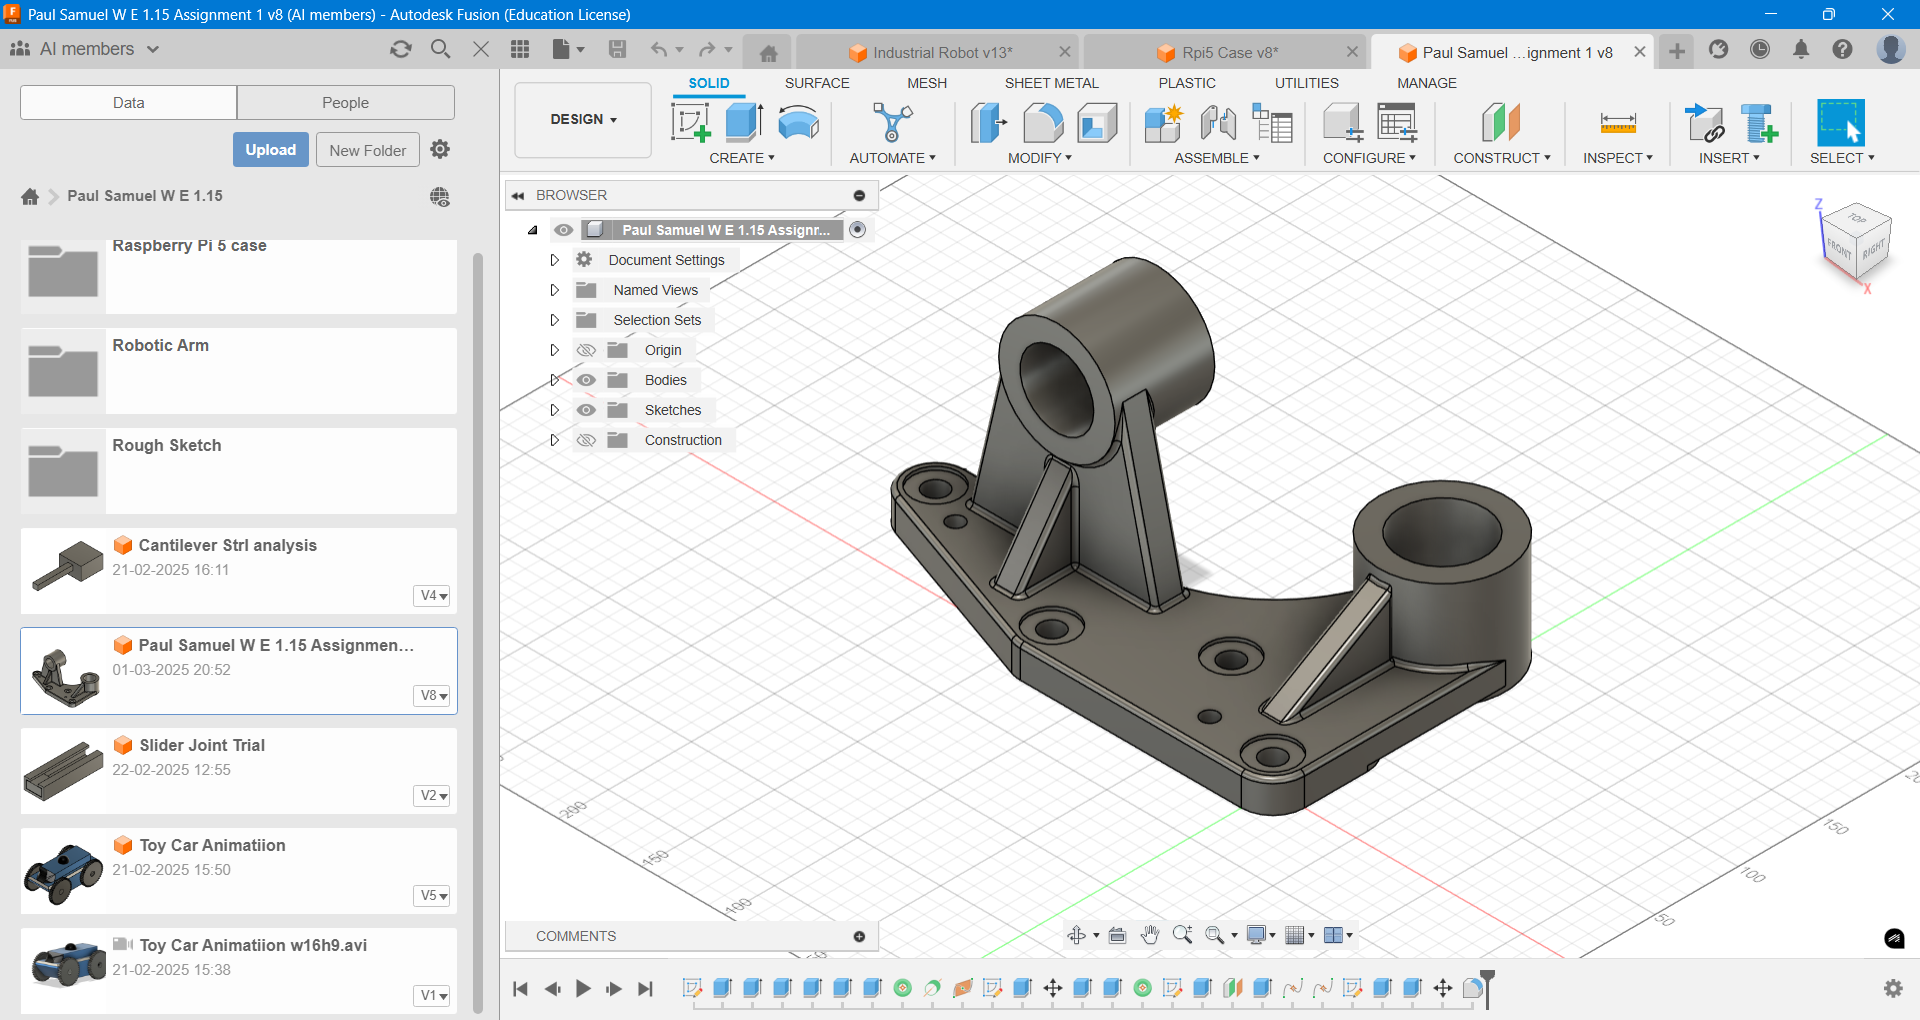 Paul Samuel W E 1.15 Assignment 1 v8 (AI members) - Autodesk Fusion (Education License)
AI members
Industrial Robot v13*
Rpi5 Case v8*
Paul Samuel ...ignment 1 v8
Data
People
Upload
New Folder
Paul Samuel W E 1.15
Raspberry Pi 5 case
Robotic Arm
Rough Sketch
Cantilever Strl analysis
21-02-2025 16:11
V4
Paul Samuel W E 1.15 Assignmen...
01-03-2025 20:52
V8
Slider Joint Trial
22-02-2025 12:55
V2
Toy Car Animatiion
21-02-2025 15:50
V5
Toy Car Animatiion w16h9.avi
21-02-2025 15:38
V1
DESIGN
SOLID
SURFACE
MESH
SHEET METAL
PLASTIC
UTILITIES
MANAGE
CREATE
AUTOMATE
MODIFY
ASSEMBLE
CONFIGURE
CONSTRUCT
INSPECT
INSERT
SELECT
BROWSER
Paul Samuel W E 1.15 Assignr...
Document Settings
Named Views
Selection Sets
Origin
Bodies
Sketches
Construction
Z
TOP
FRONT
RIGHT
X
200
150
100
50
150
100
50
COMMENTS